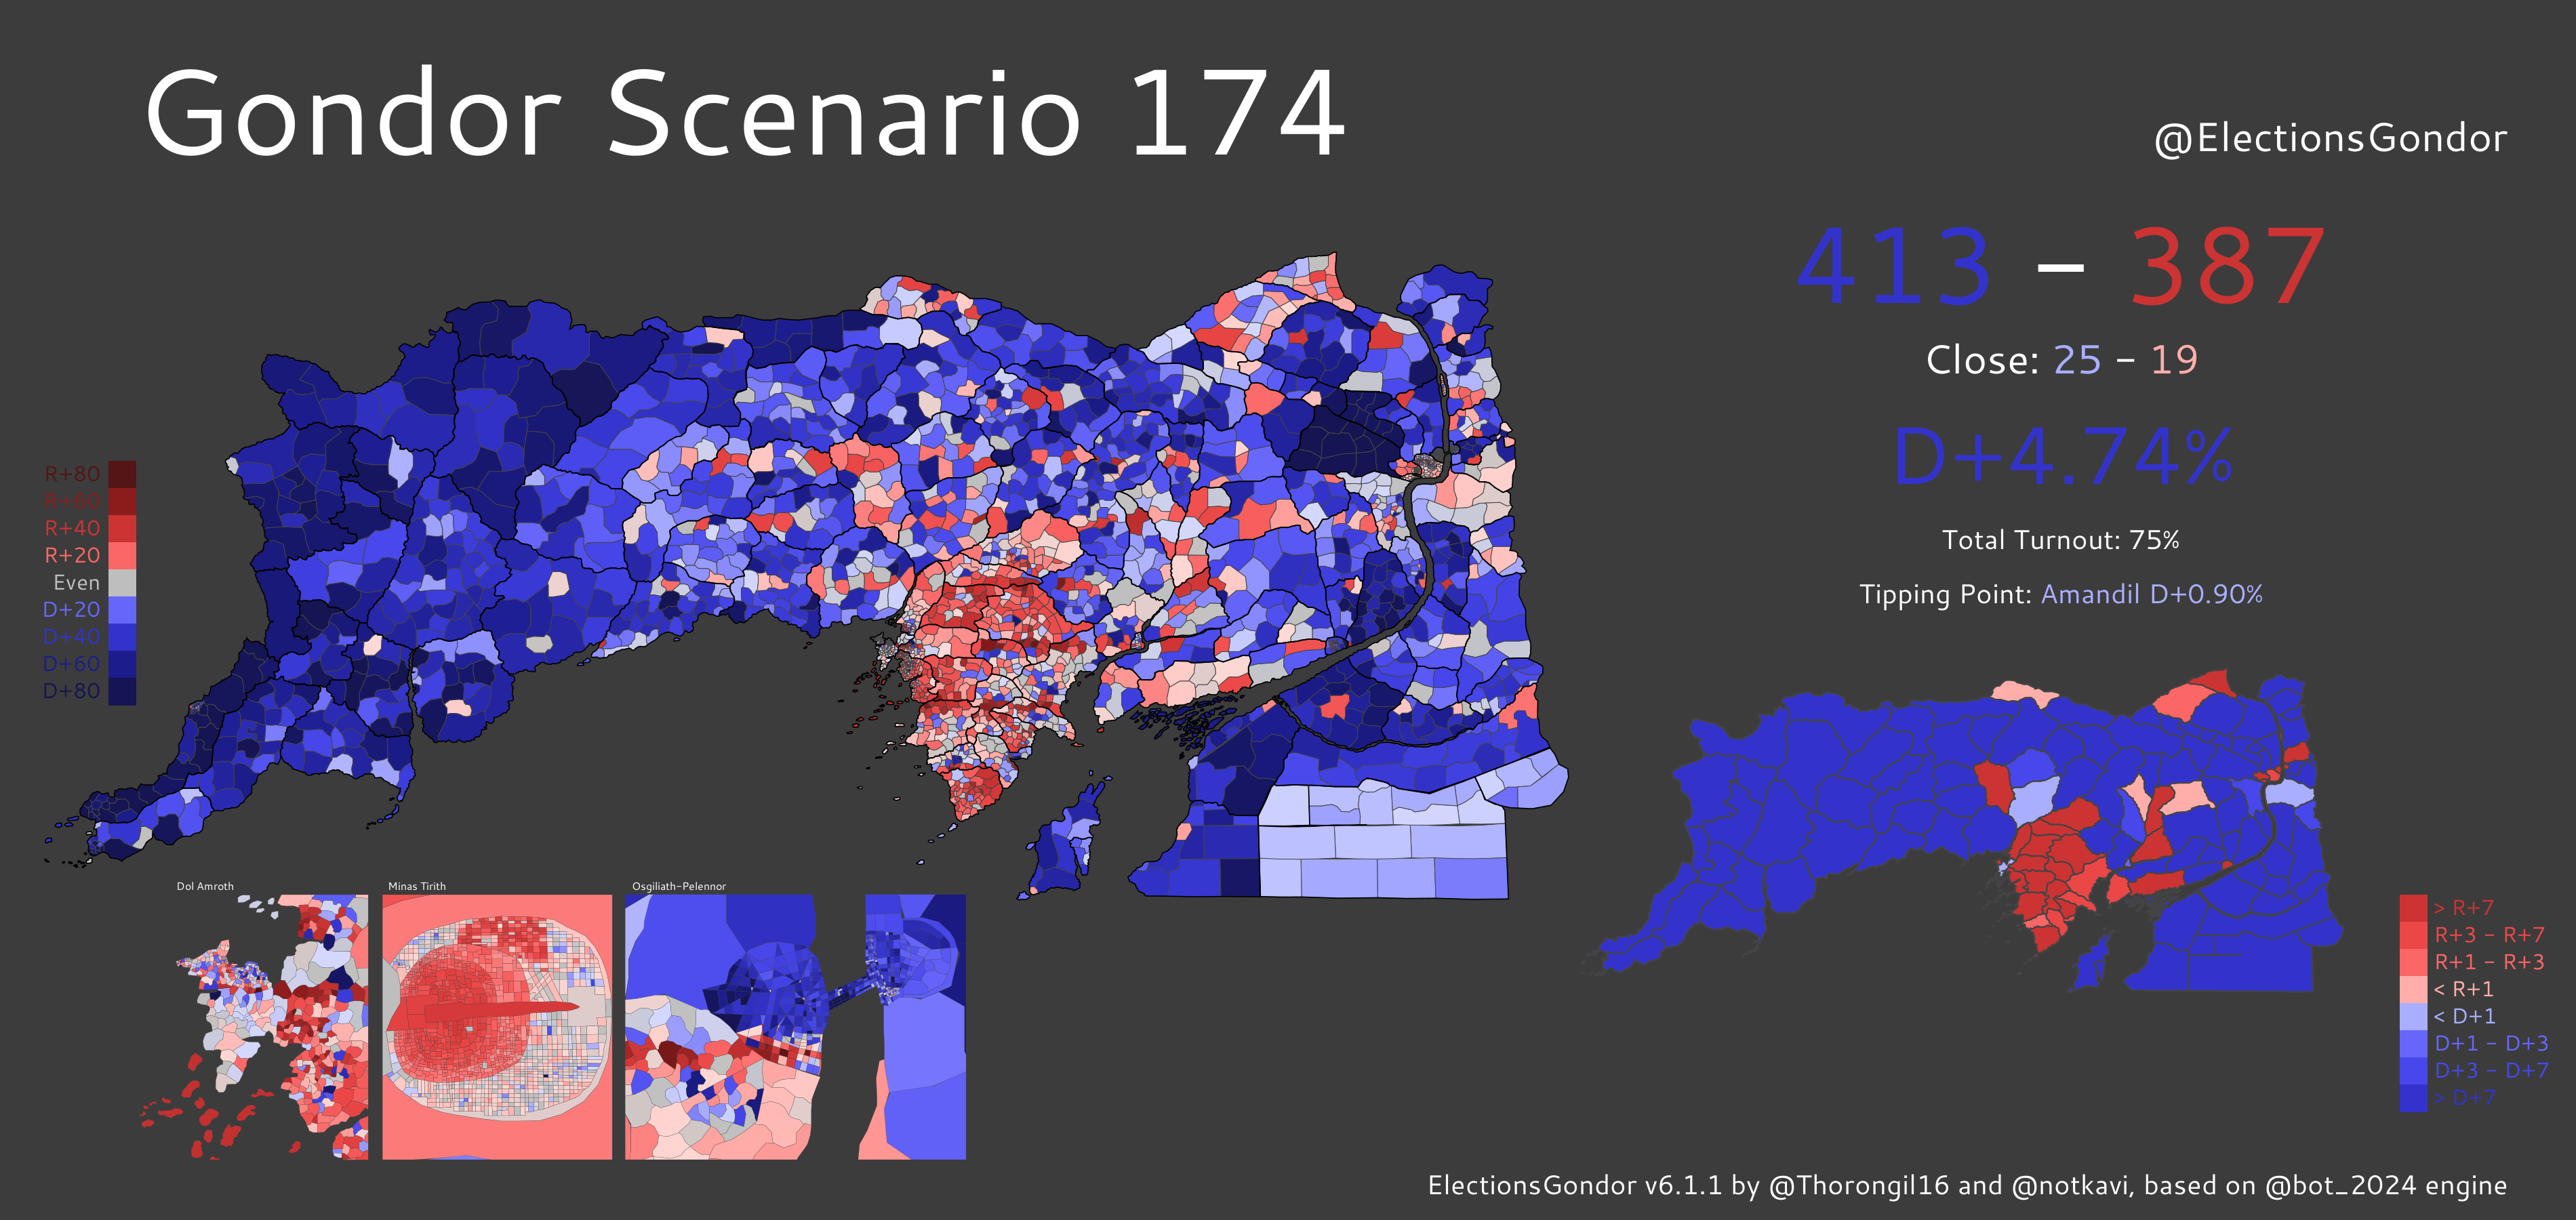 Gondor Scenario 174
@ElectionsGondor
413 – 387
Close: 25 - 19
D+4.74%
Total Turnout: 75%
Tipping Point: Amandil D+0.90%
R+80
R+60
R+40
R+20
Even
D+20
D+40
D+60
D+80
Dol Amroth
Minas Tirith
Osgiliath-Pelennor
> R+7
R+3 - R+7
R+1 - R+3
< R+1
< D+1
D+1 - D+3
D+3 - D+7
> D+7
ElectionsGondor v6.1.1 by @Thorongil16 and @notkavi, based on @bot_2024 engine